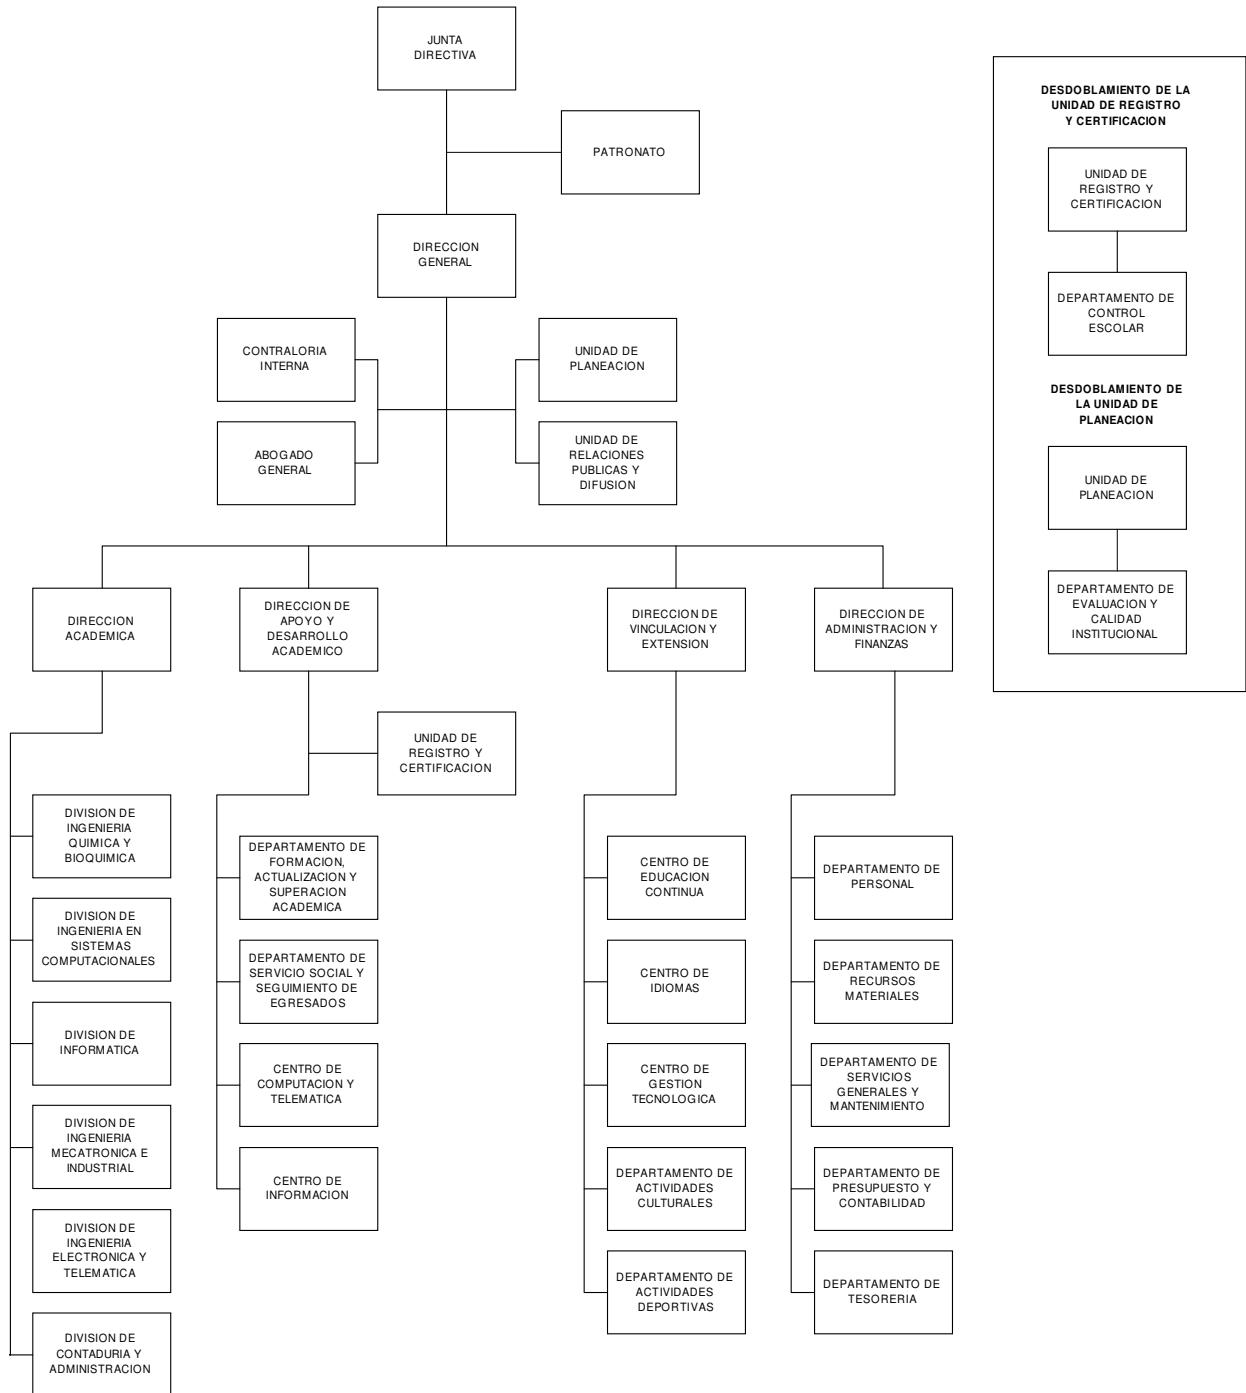 JUNTA
DIRECTIVA
PATRONATO
DIRECCION
GENERAL
CONTRALORIA
INTERNA
UNIDAD DE
PLANEACION
ABOGADO
GENERAL
UNIDAD DE
RELACIONES
PUBLICAS Y
DIFUSION
DIRECCION
ACADEMICA
DIRECCION DE
APOYO Y
DESARROLLO
ACADEMICO
DIRECCION DE
VINCULACION Y
EXTENSION
DIRECCION DE
ADMINISTRACION Y
FINANZAS
UNIDAD DE
REGISTRO Y
CERTIFICACION
DIVISION DE
INGENIERIA
QUIMICA Y
BIOQUIMICA
DIVISION DE
INGENIERIA EN
SISTEMAS
COMPUTACIONALES
DIVISION DE
INFORMATICA
DIVISION DE
INGENIERIA
MECATRONICA E
INDUSTRIAL
DIVISION DE
INGENIERIA
ELECTRONICA Y
TELEMATICA
DIVISION DE
CONTADURIA Y
ADMINISTRACION
DEPARTAMENTO DE
FORMACION,
ACTUALIZACION Y
SUPERACION
ACADEMICA
DEPARTAMENTO DE
SERVICIO SOCIAL Y
SEGUIMIENTO DE
EGRESADOS
CENTRO DE
COMPUTACION Y
TELEMATICA
CENTRO DE
INFORMACION
CENTRO DE
EDUCACION
CONTINUA
CENTRO DE
IDIOMAS
CENTRO DE
GESTION
TECNOLOGICA
DEPARTAMENTO DE
ACTIVIDADES
CULTURALES
DEPARTAMENTO DE
ACTIVIDADES
DEPORTIVAS
DEPARTAMENTO DE
PERSONAL
DEPARTAMENTO DE
RECURSOS
MATERIALES
DEPARTAMENTO DE
SERVICIOS
GENERALES Y
MANTENIMIENTO
DEPARTAMENTO DE
PRESUPUESTO Y
CONTABILIDAD
DEPARTAMENTO DE
TESORERIA
DESDOBLAMIENTO DE LA
UNIDAD DE REGISTRO
Y CERTIFICACION
UNIDAD DE
REGISTRO Y
CERTIFICACION
DEPARTAMENTO DE
CONTROL
ESCOLAR
DESDOBLAMIENTO DE
LA UNIDAD DE
PLANEACION
UNIDAD DE
PLANEACION
DEPARTAMENTO DE
EVALUACION Y
CALIDAD
INSTITUCIONAL